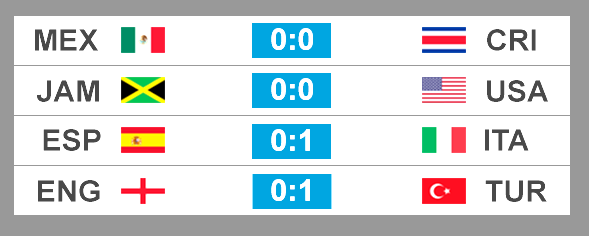 MEX 0:0 CRI
JAM 0:0 USA
ESP 0:1 ITA
ENG 0:1 TUR